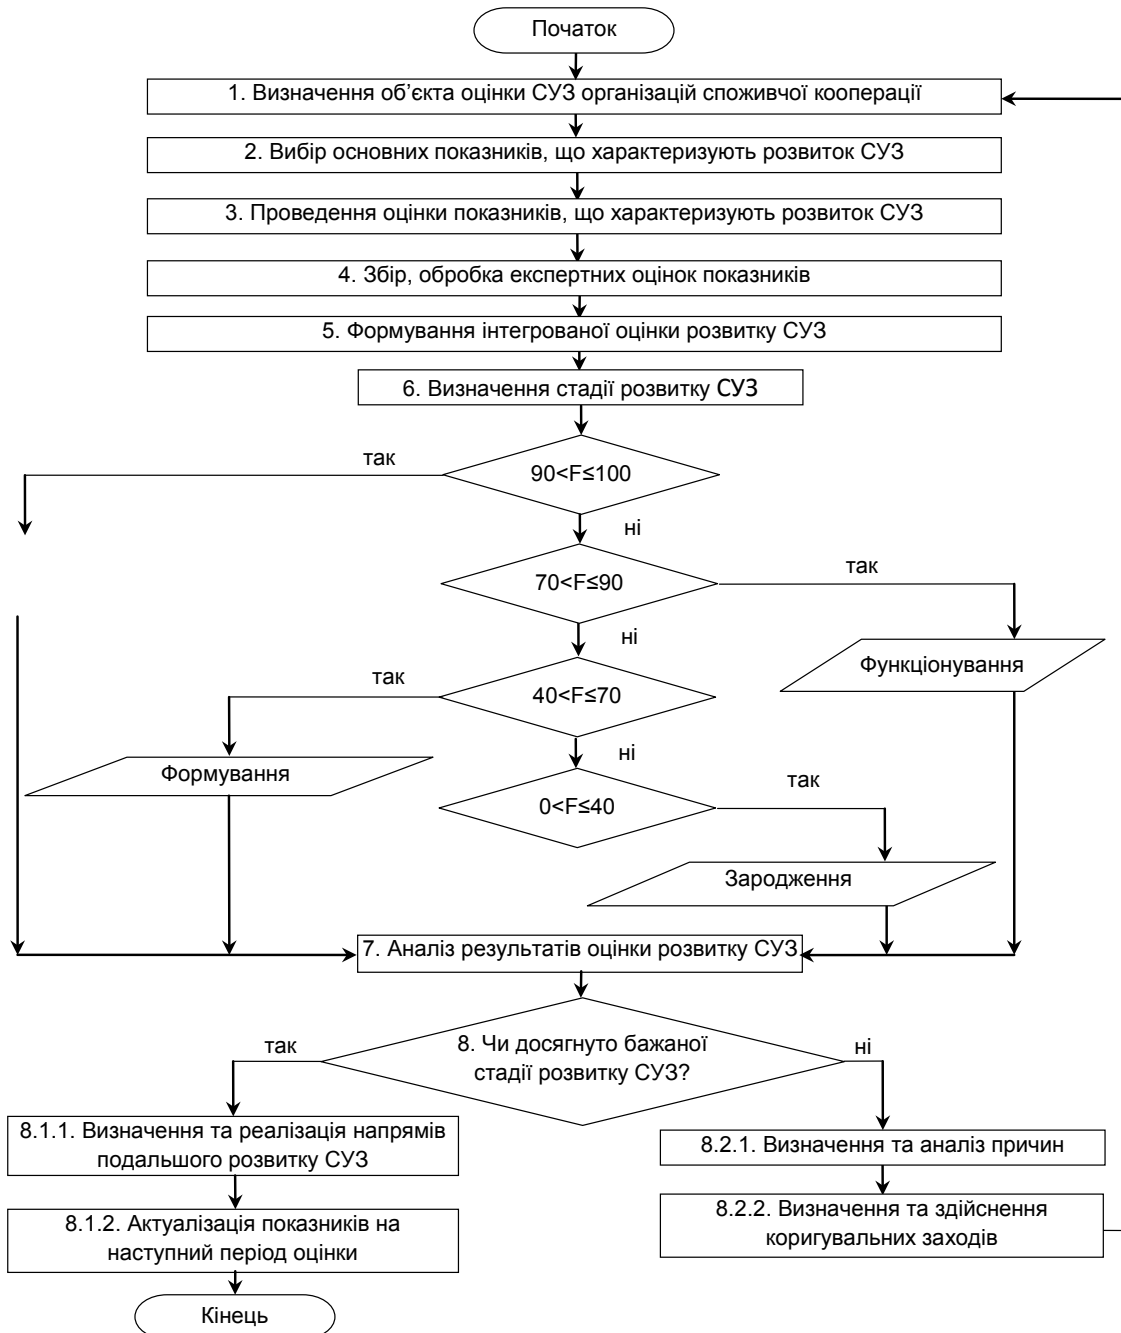 Початок
1. Визначення об’єкта оцінки СУЗ організацій споживчої кооперації
2. Вибір основних показників, що характеризують розвиток СУЗ
3. Проведення оцінки показників, що характеризують розвиток СУЗ
4. Збір, обробка експертних оцінок показників
5. Формування інтегрованої оцінки розвитку СУЗ
6. Визначення стадії розвитку СУЗ
так
90<F≤100
ні
70<F≤90
так
ні
Функціонування
так
40<F≤70
ні
Формування
0<F≤40
так
Зародження
7. Аналіз результатів оцінки розвитку СУЗ
так
8. Чи досягнуто бажаної
стадії розвитку СУЗ?
ні
8.1.1. Визначення та реалізація напрямів
подальшого розвитку СУЗ
8.2.1. Визначення та аналіз причин
8.1.2. Актуалізація показників на
наступний період оцінки
8.2.2. Визначення та здійснення
коригувальних заходів
Кінець